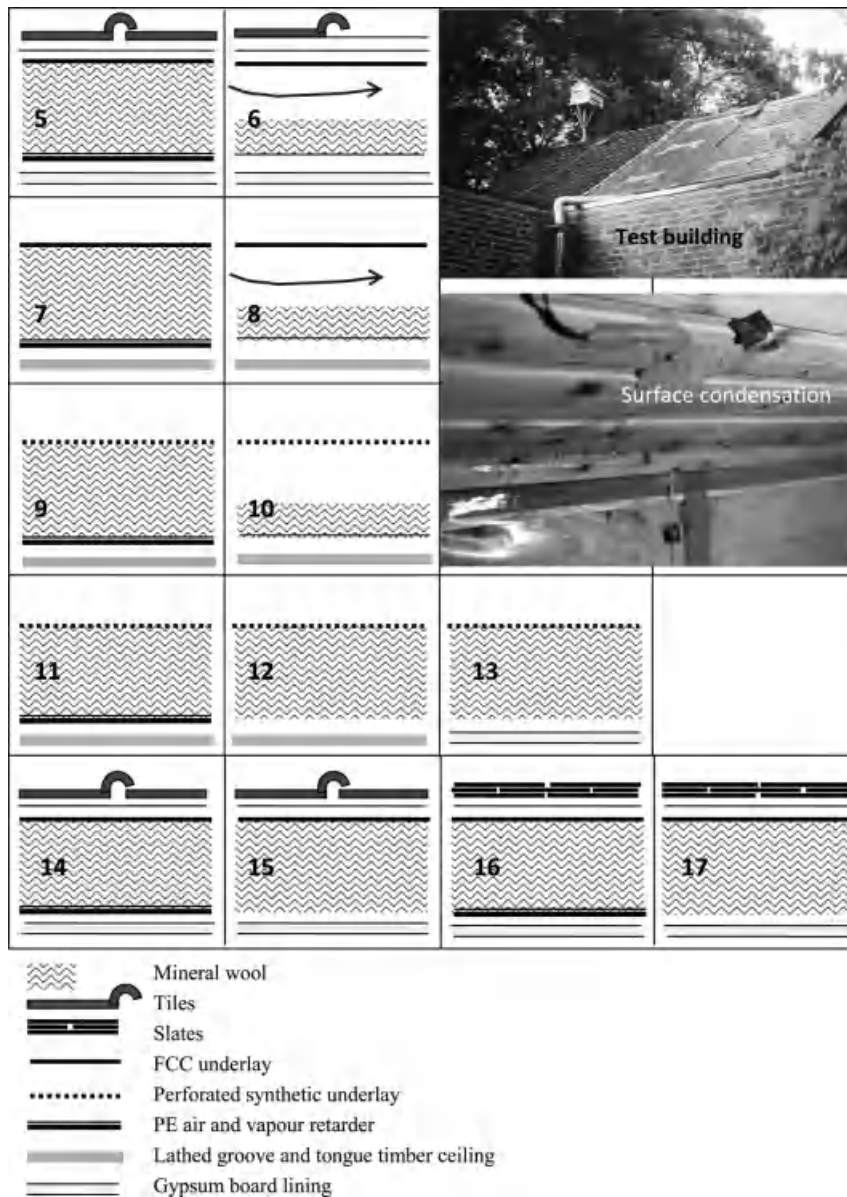 5
6
Test building
7
8
Surface condensation
9
10
11
12
13
14
15
16
17
Mineral wool
Tiles
Slates
FCC underlay
Perforated synthetic underlay
PE air and vapour retarder
Lathed groove and tongue timber ceiling
Gypsum board lining